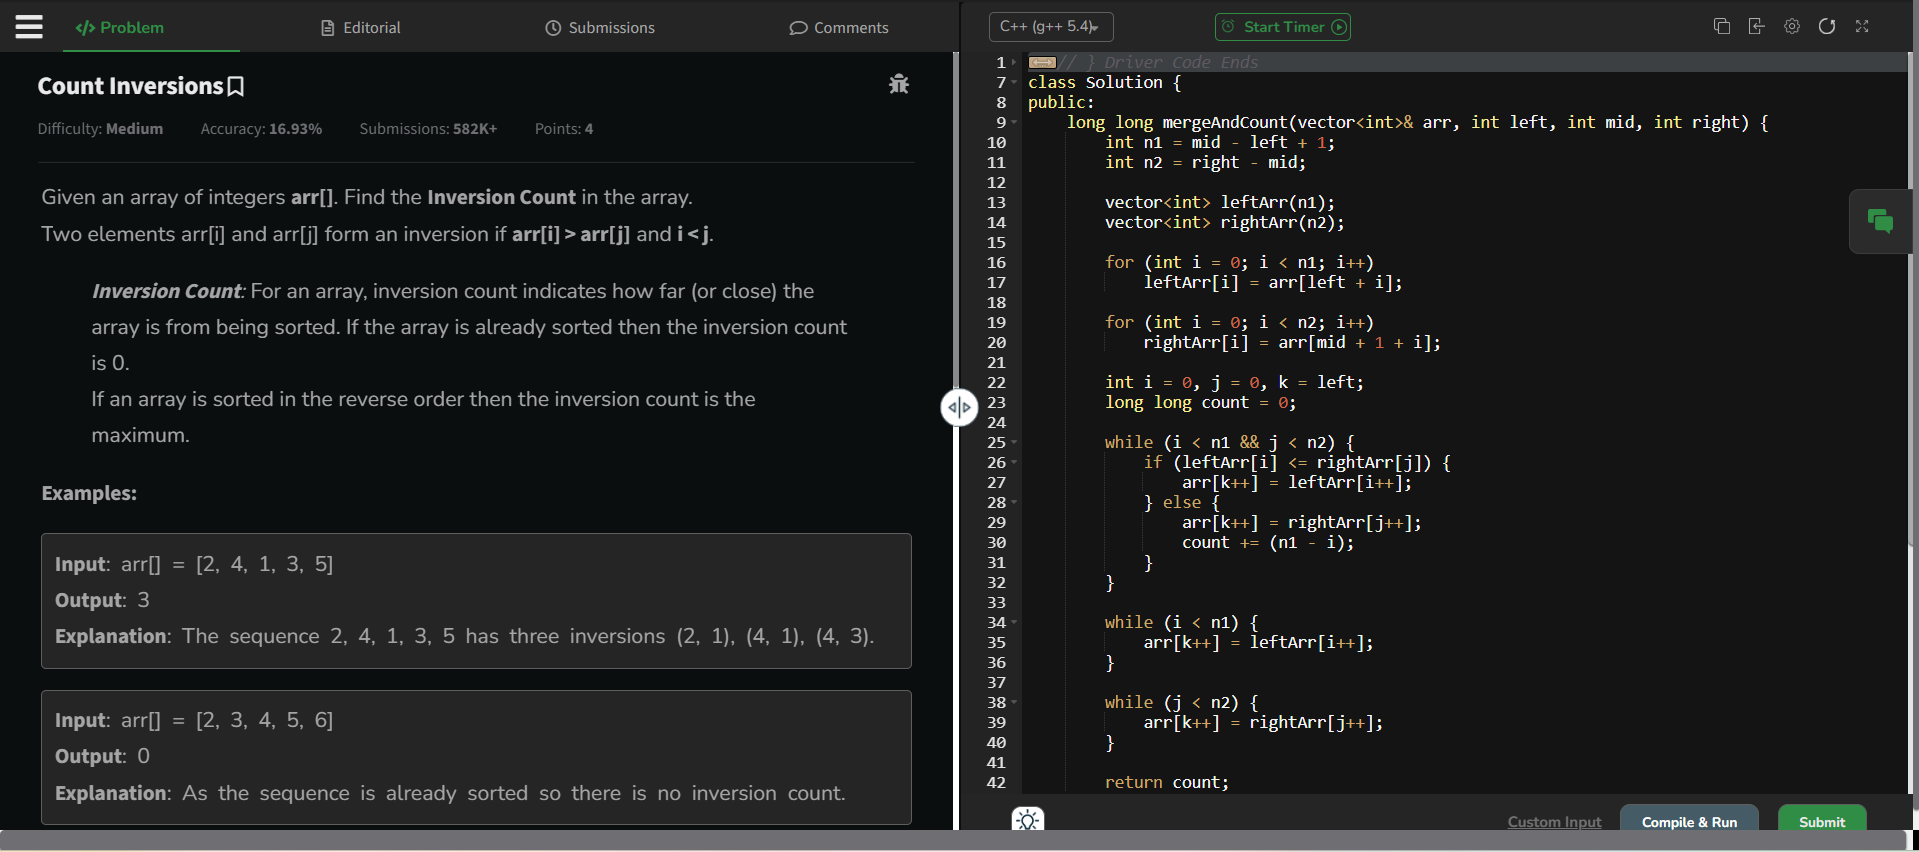 </> Problem
Editorial
Submissions
Comments
C++ (g++ 5.4)
Start Timer
Count Inversions
Difficulty: Medium Accuracy: 16.93% Submissions: 582K+ Points: 4
Given an array of integers arr[]. Find the Inversion Count in the array.
Two elements arr[i] and arr[j] form an inversion if arr[i] > arr[j] and i < j.
Inversion Count: For an array, inversion count indicates how far (or close) the
array is from being sorted. If the array is already sorted then the inversion count
is 0.
If an array is sorted in the reverse order then the inversion count is the
maximum.
Examples:
Input: arr[] = [2, 4, 1, 3, 5]
Output: 3
Explanation: The sequence 2, 4, 1, 3, 5 has three inversions (2, 1), (4, 1), (4, 3).
Input: arr[] = [2, 3, 4, 5, 6]
Output: 0
Explanation: As the sequence is already sorted so there is no inversion count.
1 // } Driver Code Ends
7 class Solution {
8 public:
9     long long mergeAndCount(vector<int>& arr, int left, int mid, int right) {
10         int n1 = mid - left + 1;
11         int n2 = right - mid;
12
13         vector<int> leftArr(n1);
14         vector<int> rightArr(n2);
15
16         for (int i = 0; i < n1; i++)
17             leftArr[i] = arr[left + i];
18
19         for (int i = 0; i < n2; i++)
20             rightArr[i] = arr[mid + 1 + i];
21
22         int i = 0, j = 0, k = left;
23         long long count = 0;
24
25         while (i < n1 && j < n2) {
26             if (leftArr[i] <= rightArr[j]) {
27                 arr[k++] = leftArr[i++];
28             } else {
29                 arr[k++] = rightArr[j++];
30                 count += (n1 - i);
31             }
32         }
33
34         while (i < n1) {
35             arr[k++] = leftArr[i++];
36         }
37
38         while (j < n2) {
39             arr[k++] = rightArr[j++];
40         }
41
42         return count;
Custom Input
Compile & Run
Submit